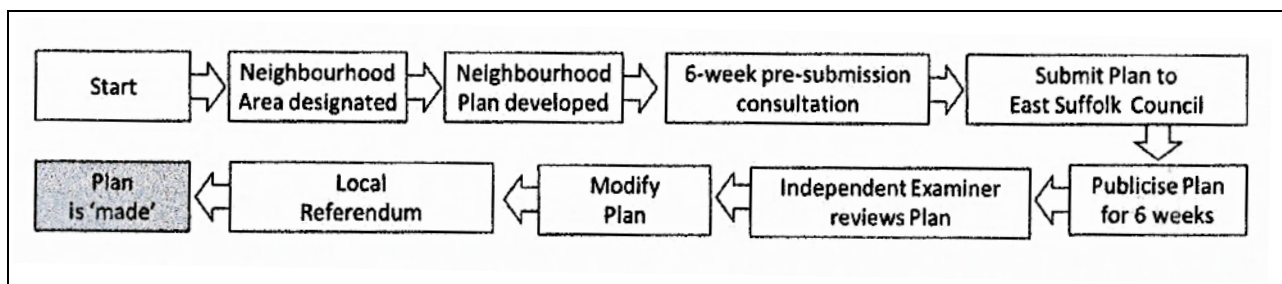 Start
Neighbourhood
Area designated
Neighbourhood
Plan developed
6-week pre-submission
consultation
Submit Plan to
East Suffolk Council
Publicise Plan
for 6 weeks
Independent Examiner
reviews Plan
Modify
Plan
Local
Referendum
Plan
is 'made'